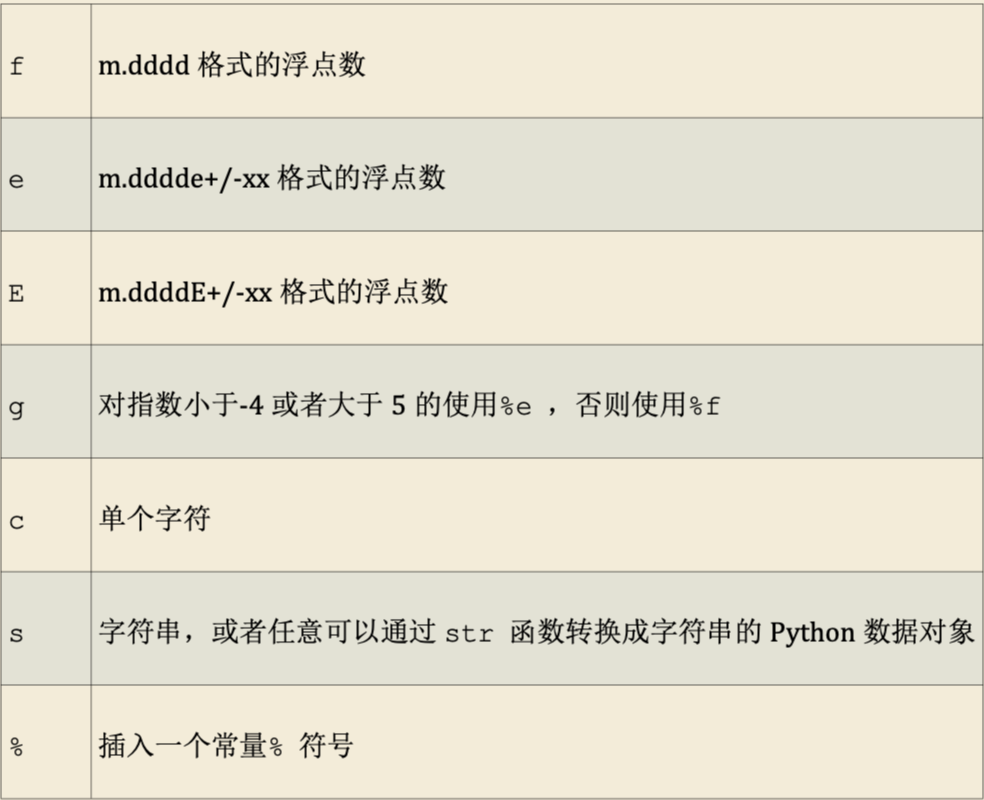 f m.dddd 格式的浮点数
e m.dddde+/-xx 格式的浮点数
E m.ddddE+/-xx 格式的浮点数
g 对指数小于-4 或者大于 5 的使用%e ，否则使用%f
c 单个字符
s 字符串，或者任意可以通过 str 函数转换成字符串的 Python 数据对象
% 插入一个常量% 符号